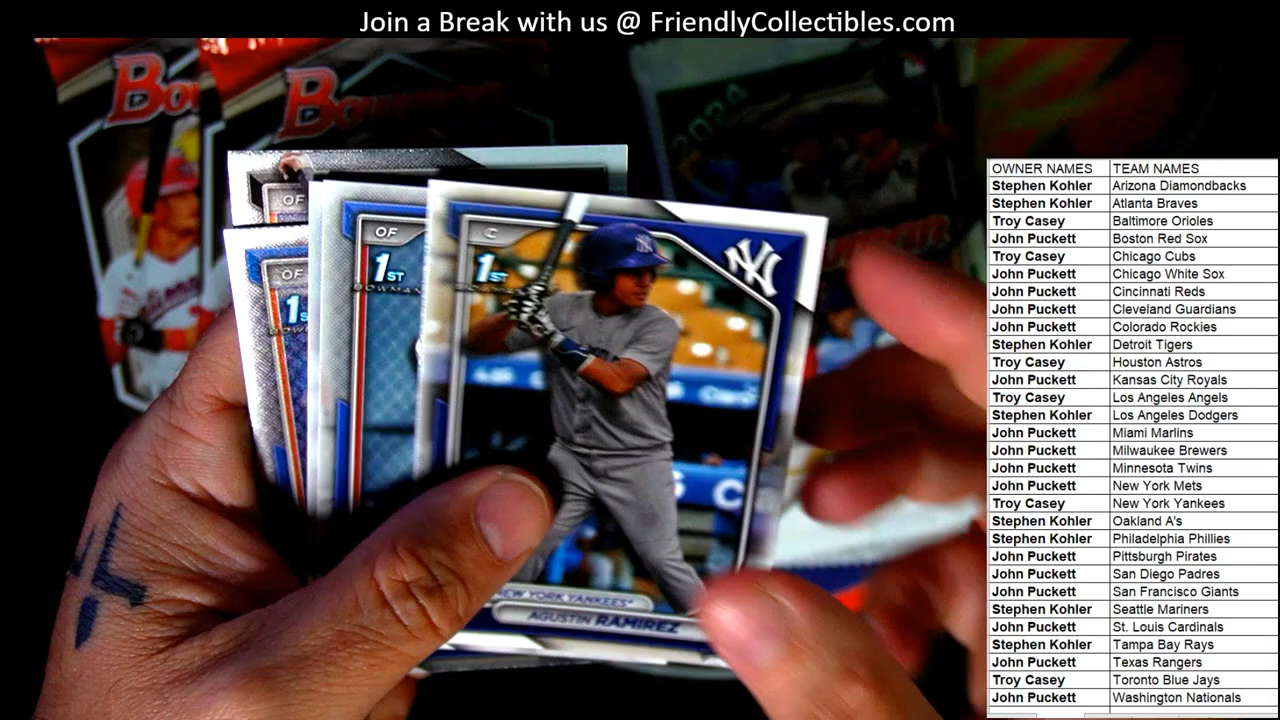 Join a Break with us @ FriendlyCollectibles.com
Bo
Bowman
2024
OF
OF
1ST
BOWMAN
OF
1S
BOW
C
1ST
NY
NEW YORK YANKEES
AGUSTIN RAMIREZ
OWNER NAMES TEAM NAMES
Stephen Kohler Arizona Diamondbacks
Stephen Kohler Atlanta Braves
Troy Casey Baltimore Orioles
John Puckett Boston Red Sox
Troy Casey Chicago Cubs
John Puckett Chicago White Sox
John Puckett Cincinnati Reds
John Puckett Cleveland Guardians
John Puckett Colorado Rockies
Stephen Kohler Detroit Tigers
Troy Casey Houston Astros
John Puckett Kansas City Royals
Troy Casey Los Angeles Angels
Stephen Kohler Los Angeles Dodgers
John Puckett Miami Marlins
John Puckett Milwaukee Brewers
John Puckett Minnesota Twins
John Puckett New York Mets
Troy Casey New York Yankees
Stephen Kohler Oakland A's
Stephen Kohler Philadelphia Phillies
John Puckett Pittsburgh Pirates
John Puckett San Diego Padres
John Puckett San Francisco Giants
Stephen Kohler Seattle Mariners
John Puckett St. Louis Cardinals
Stephen Kohler Tampa Bay Rays
John Puckett Texas Rangers
Troy Casey Toronto Blue Jays
John Puckett Washington Nationals